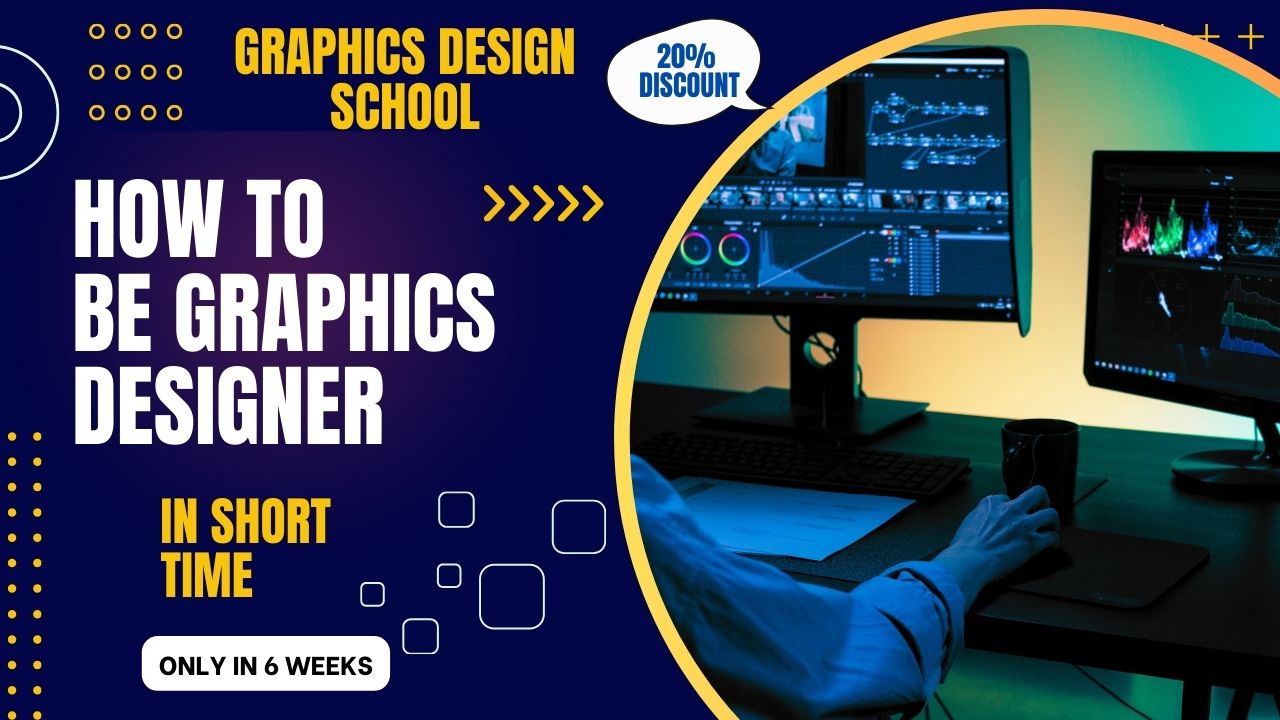 GRAPHICS DESIGN
SCHOOL
20%
DISCOUNT
HOW TO
BE GRAPHICS
DESIGNER
IN SHORT
TIME
ONLY IN 6 WEEKS